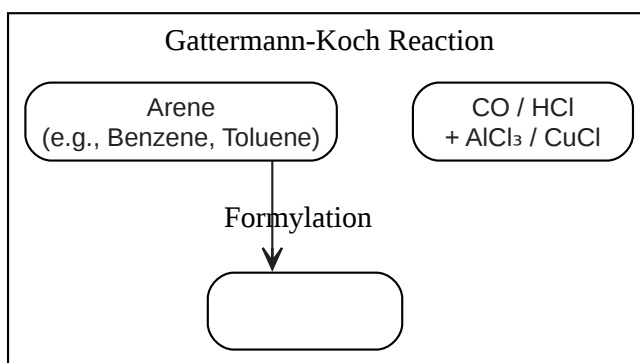 Gattermann-Koch Reaction
Arene
(e.g., Benzene, Toluene)
CO / HCl
+ AlCl₃ / CuCl
Formylation